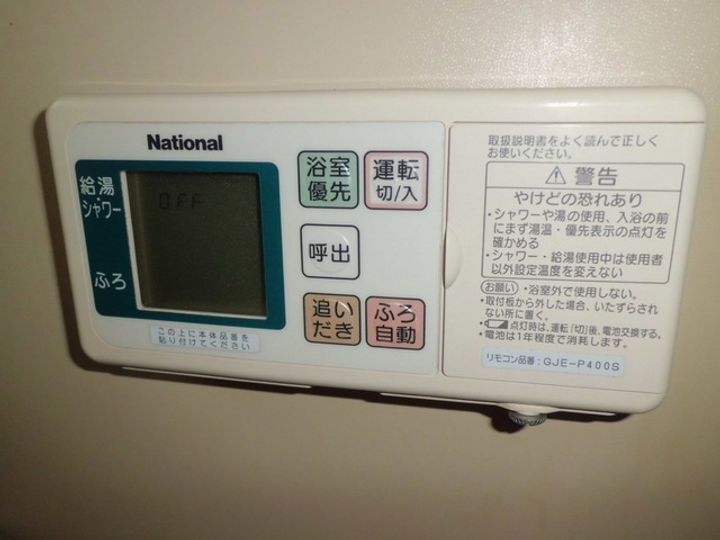 National
給湯
シャワー
ふろ
OFF
この上に本体品番を
貼り付けてください
浴室
優先
運転
切/入
呼出
追い
だき
ふろ
自動
取扱説明書をよく読んで正しく
お使いください。
⚠ 警告
やけどの恐れあり
・シャワーや湯の使用、入浴の前
にまず湯温・優先表示の点灯を
確かめる
・シャワー・給湯使用中は使用者
以外設定温度を変えない
お願い ・浴室外で使用しない。
・取付板から外した場合、いたずらされ
ない所に置く。
・点灯時は、運転「切」後、電池交換する。
・電池は1年程度で消耗します。
リモコン品番：GJE-P400S